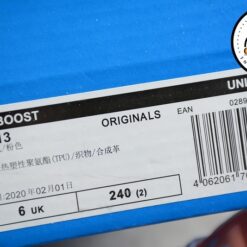 BOOST
ORIGINALS
UNI
EAN
0289
13
/粉色
热塑性聚氨酯(TPU)/织物/合成革
:2020年02月01日
6 UK
240 (2)
4 062061 7